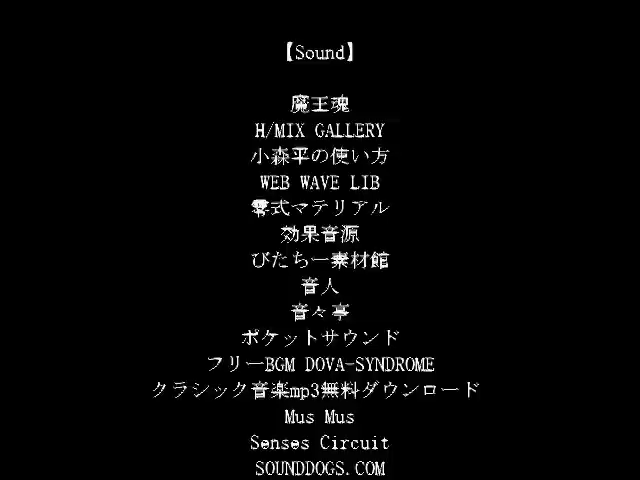 【Sound】
魔王魂
H/MIX GALLERY
小森平の使い方
WEB WAVE LIB
零式マテリアル
効果音源
びたちー素材館
音人
音々亭
ポケットサウンド
フリーBGM DOVA-SYNDROME
クラシック音楽mp3無料ダウンロード
Mus Mus
Senses Circuit
SOUNDDOGS.COM